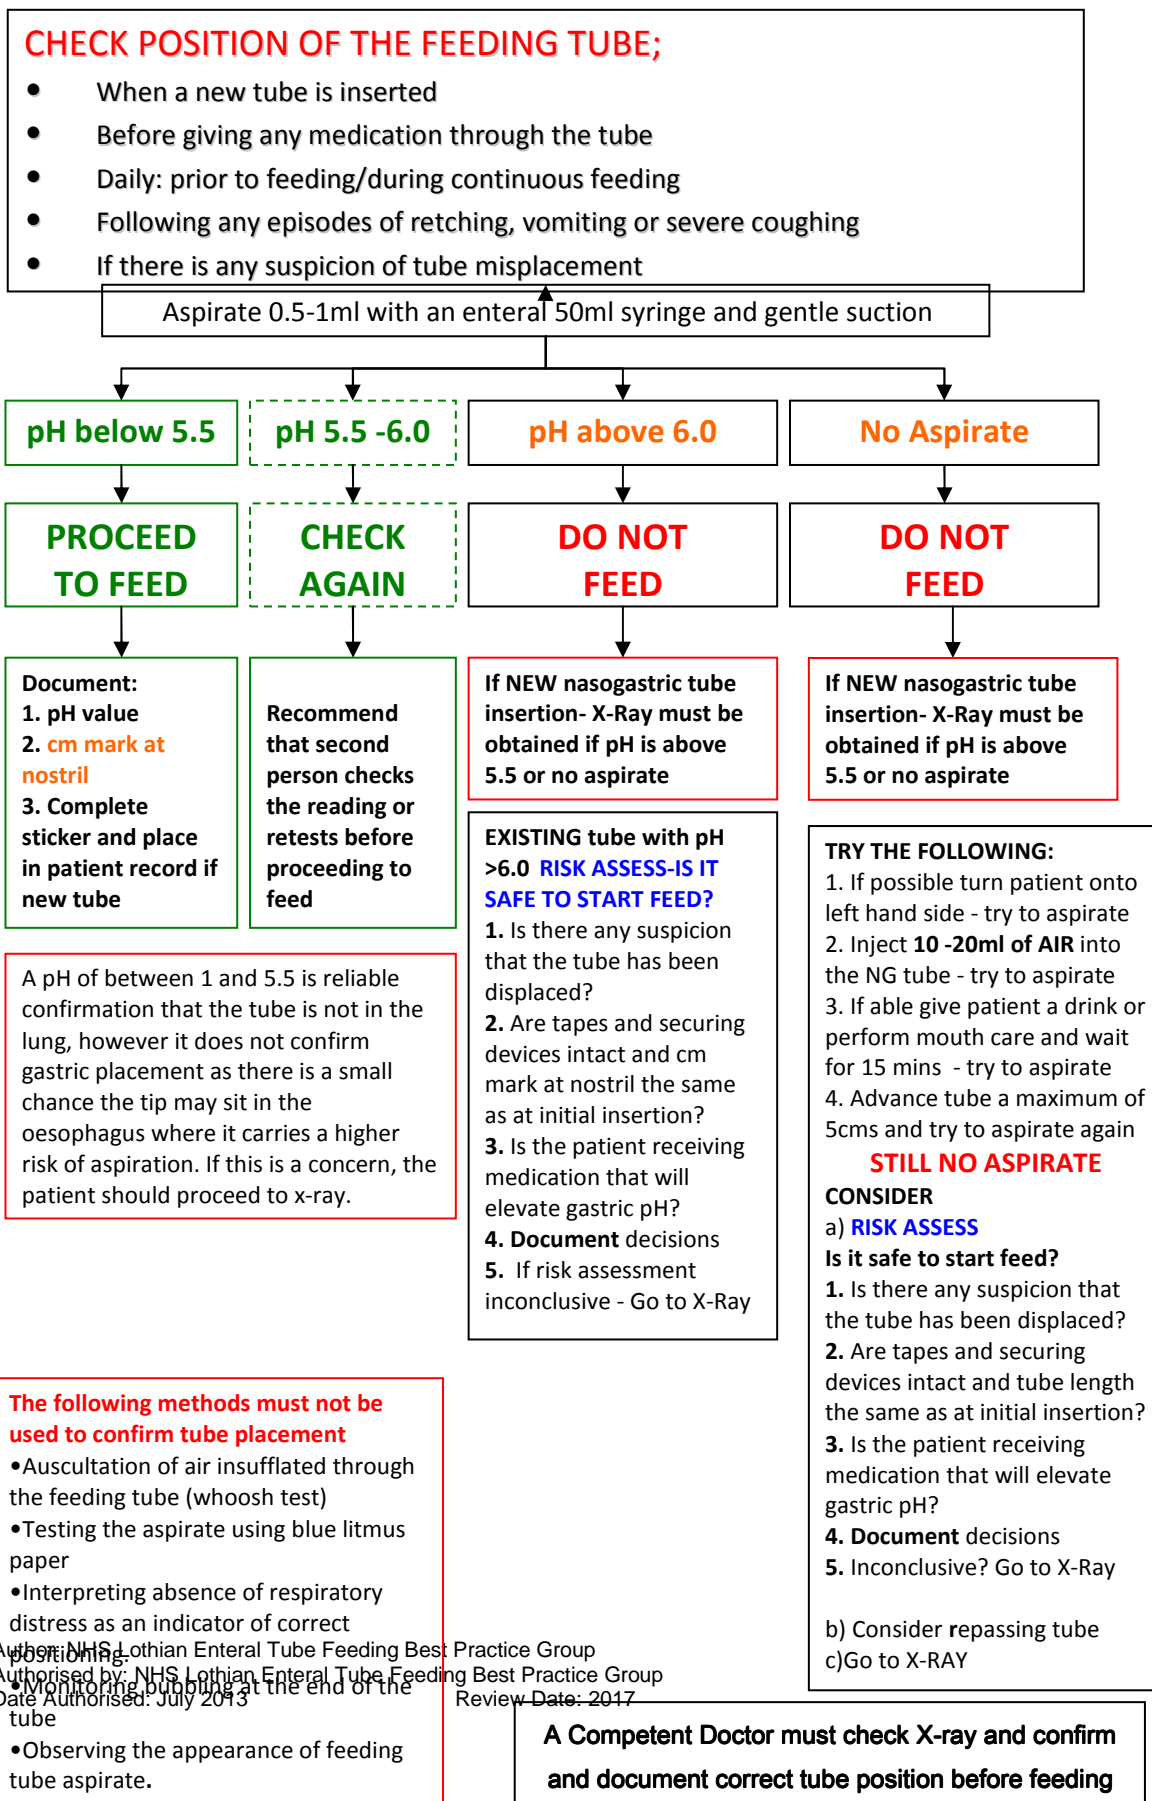 CHECK POSITION OF THE FEEDING TUBE;
• When a new tube is inserted
• Before giving any medication through the tube
• Daily: prior to feeding/during continuous feeding
• Following any episodes of retching, vomiting or severe coughing
• If there is any suspicion of tube misplacement
Aspirate 0.5-1ml with an enteral 50ml syringe and gentle suction
pH below 5.5
pH 5.5 -6.0
pH above 6.0
No Aspirate
PROCEED
TO FEED
CHECK
AGAIN
DO NOT
FEED
DO NOT
FEED
Document:
1. pH value
2. cm mark at
nostril
3. Complete
sticker and place
in patient record if
new tube
Recommend
that second
person checks
the reading or
retests before
proceeding to
feed
If NEW nasogastric tube
insertion- X-Ray must be
obtained if pH is above
5.5 or no aspirate
If NEW nasogastric tube
insertion- X-Ray must be
obtained if pH is above
5.5 or no aspirate
A pH of between 1 and 5.5 is reliable
confirmation that the tube is not in the
lung, however it does not confirm
gastric placement as there is a small
chance the tip may sit in the
oesophagus where it carries a higher
risk of aspiration. If this is a concern, the
patient should proceed to x-ray.
EXISTING tube with pH
>6.0 RISK ASSESS-IS IT
SAFE TO START FEED?
1. Is there any suspicion
that the tube has been
displaced?
2. Are tapes and securing
devices intact and cm
mark at nostril the same
as at initial insertion?
3. Is the patient receiving
medication that will
elevate gastric pH?
4. Document decisions
5. If risk assessment
inconclusive - Go to X-Ray
TRY THE FOLLOWING:
1. If possible turn patient onto
left hand side - try to aspirate
2. Inject 10 -20ml of AIR into
the NG tube - try to aspirate
3. If able give patient a drink or
perform mouth care and wait
for 15 mins - try to aspirate
4. Advance tube a maximum of
5cms and try to aspirate again
STILL NO ASPIRATE
CONSIDER
a) RISK ASSESS
Is it safe to start feed?
1. Is there any suspicion that
the tube has been displaced?
2. Are tapes and securing
devices intact and tube length
the same as at initial insertion?
3. Is the patient receiving
medication that will elevate
gastric pH?
4. Document decisions
5. Inconclusive? Go to X-Ray
b) Consider repassing tube
c)Go to X-RAY
The following methods must not be
used to confirm tube placement
•Auscultation of air insufflated through
the feeding tube (whoosh test)
•Testing the aspirate using blue litmus
paper
•Interpreting absence of respiratory
distress as an indicator of correct
positioning.
•Monitoring bubbling at the end of the
tube
•Observing the appearance of feeding
tube aspirate.
Author: NHS Lothian Enteral Tube Feeding Best Practice Group
Authorised by: NHS Lothian Enteral Tube Feeding Best Practice Group
Date Authorised: July 2013 Review Date: 2017
A Competent Doctor must check X-ray and confirm
and document correct tube position before feeding